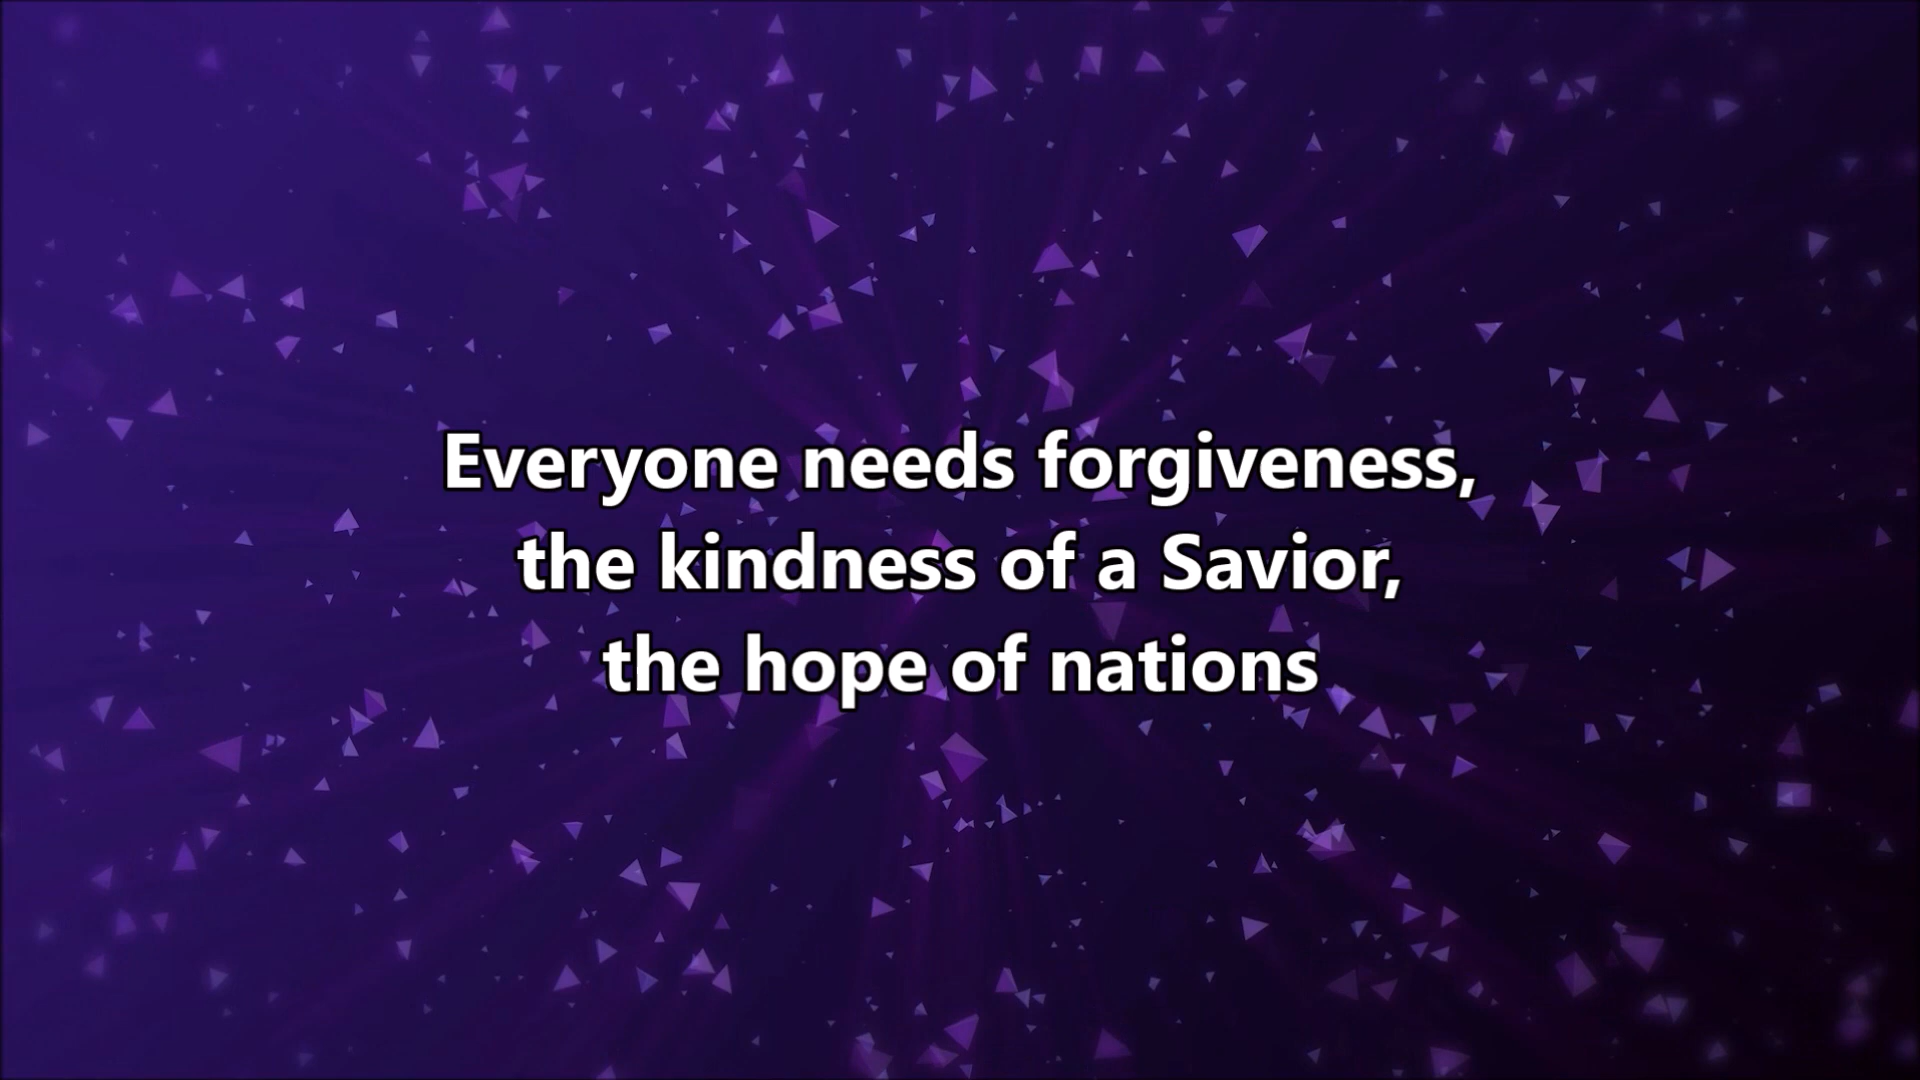 Everyone needs forgiveness,
the kindness of a Savior,
the hope of nations